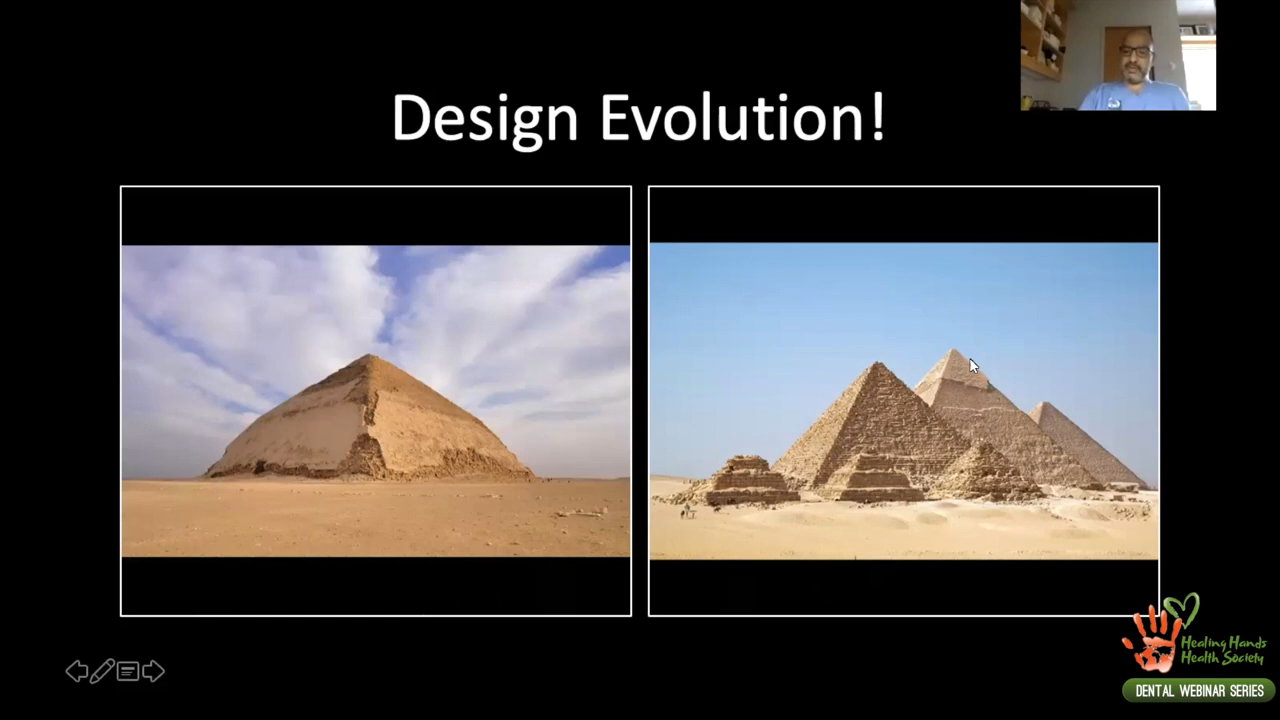 Design Evolution!
Healing Hands
Health Society
DENTAL WEBINAR SERIES